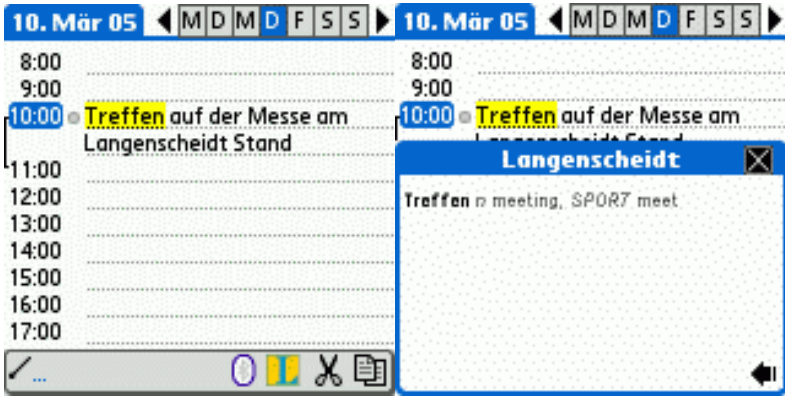 10. Mär 05 M D M D F S S
8:00
9:00
10:00 Treffen auf der Messe am
Langenscheidt Stand
11:00
12:00
13:00
14:00
15:00
16:00
17:00
...
L
10. Mär 05 M D M D F S S
8:00
9:00
10:00 Treffen auf der Messe am
Langenscheidt Stand
Langenscheidt
Treffen n meeting, SPORT meet